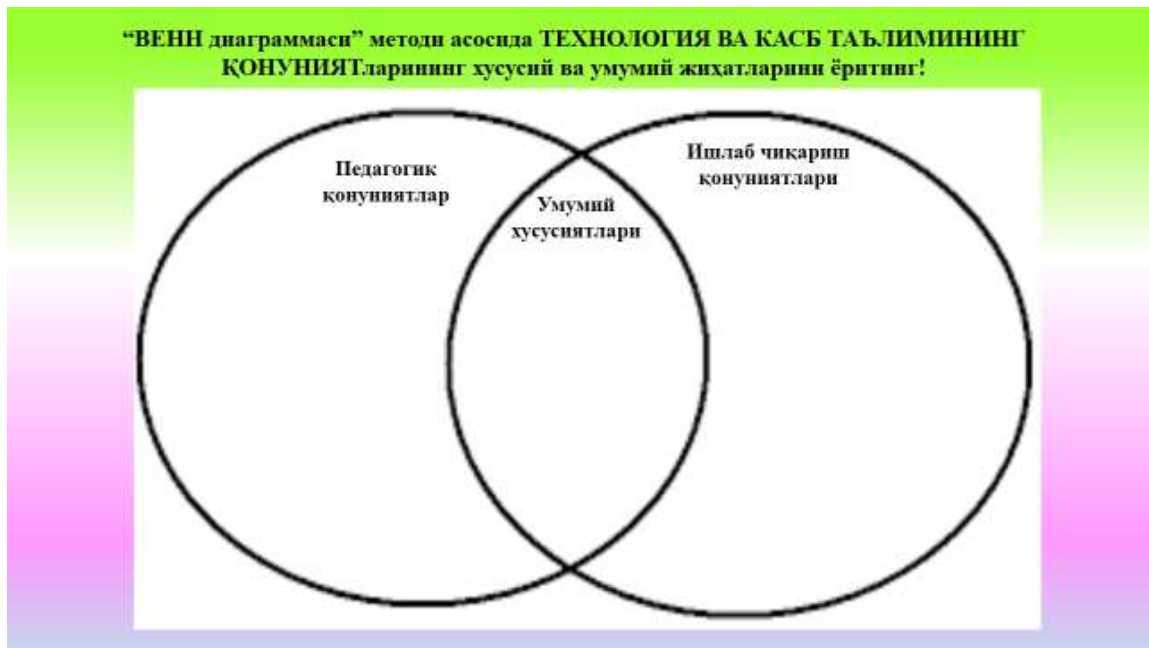 “ВЕНН диаграммаси” методи асосида ТЕХНОЛОГИЯ ВА КАСБ ТАЪЛИМИНИНГ
ҚОНУНИЯТларининг хусусий ва умумий жиҳатларини ёритинг!
Педагогик
қонуниятлар
Умумий
хусусиятлари
Ишлаб чиқариш
қонуниятлари